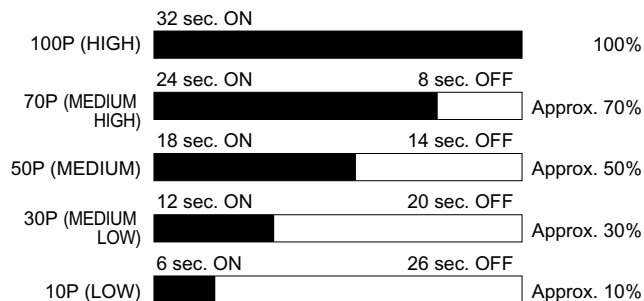 32 sec. ON
100P (HIGH) 100%
24 sec. ON 8 sec. OFF
70P (MEDIUM
HIGH) Approx. 70%
18 sec. ON 14 sec. OFF
50P (MEDIUM) Approx. 50%
12 sec. ON 20 sec. OFF
30P (MEDIUM
LOW) Approx. 30%
6 sec. ON 26 sec. OFF
10P (LOW) Approx. 10%